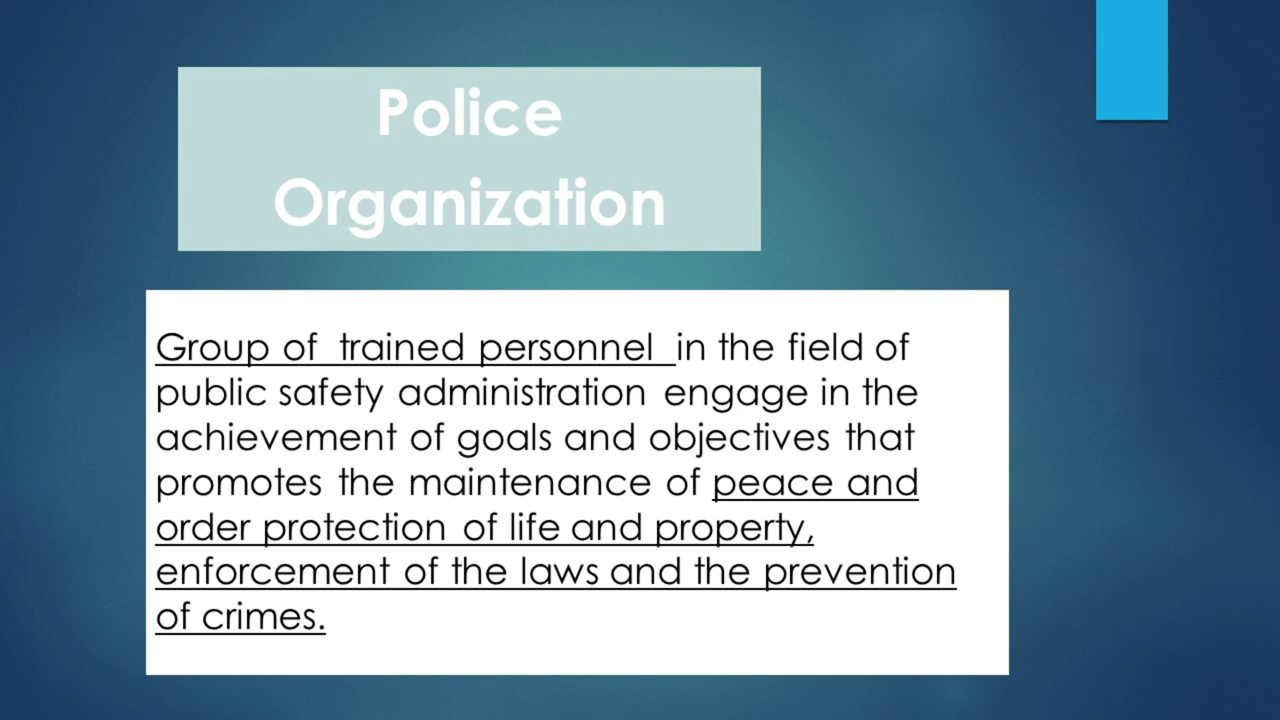 Police
Organization
Group of trained personnel in the field of
public safety administration engage in the
achievement of goals and objectives that
promotes the maintenance of peace and
order protection of life and property,
enforcement of the laws and the prevention
of crimes.